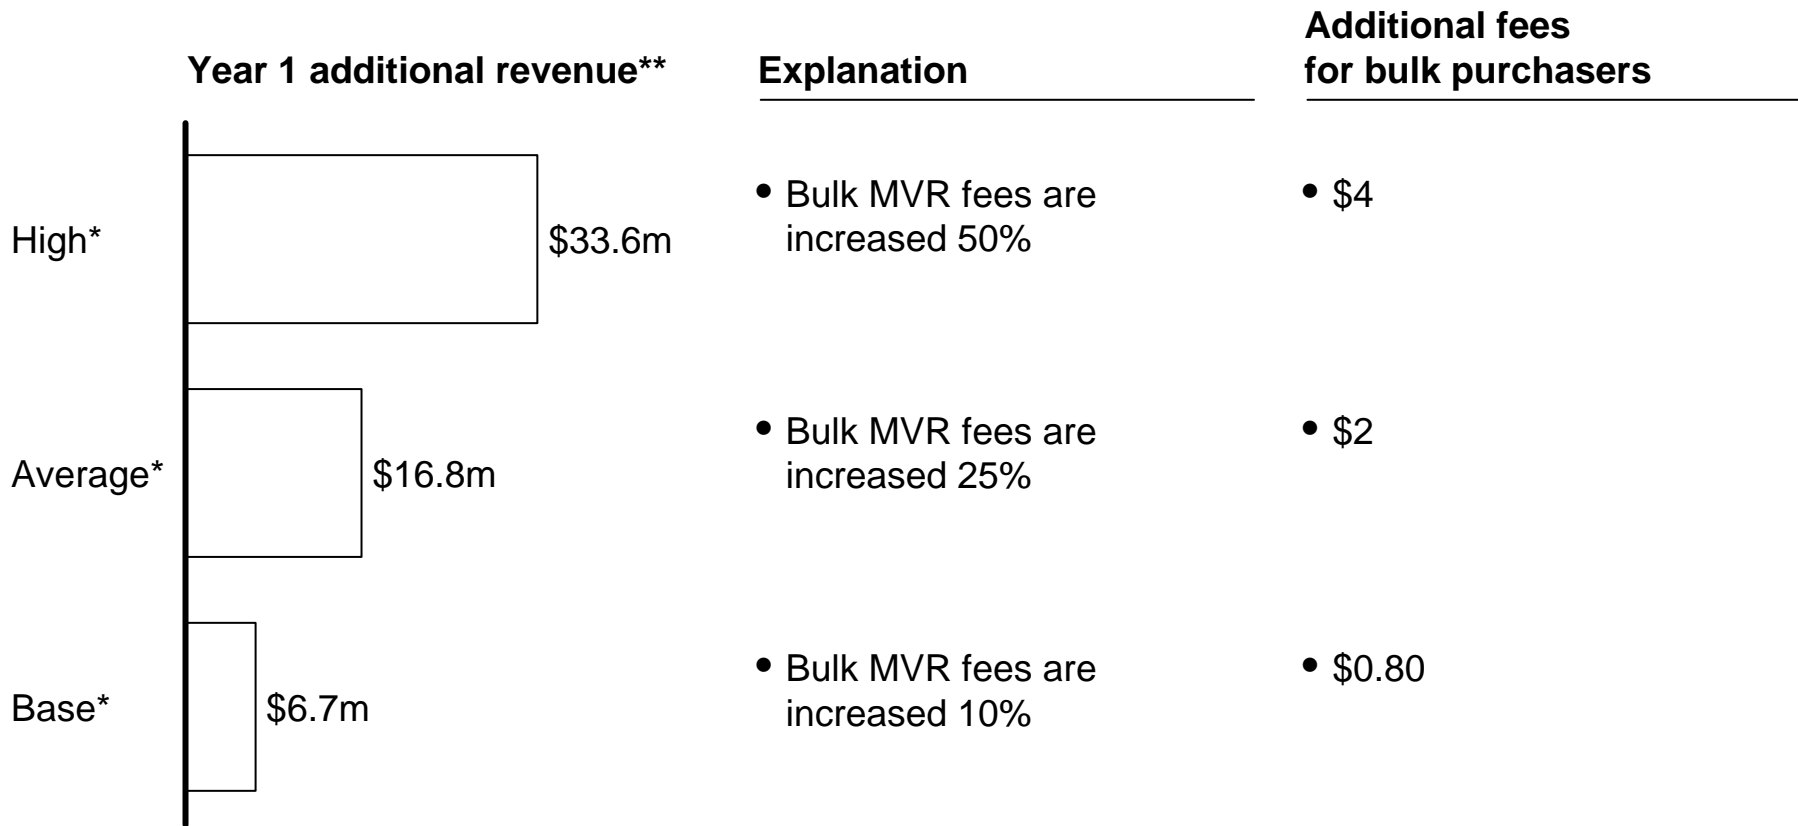 Year 1 additional revenue**
Explanation
Additional fees
for bulk purchasers
High*
$33.6m
• Bulk MVR fees are
increased 50%
• $4
Average*
$16.8m
• Bulk MVR fees are
increased 25%
• $2
Base*
$6.7m
• Bulk MVR fees are
increased 10%
• $0.80